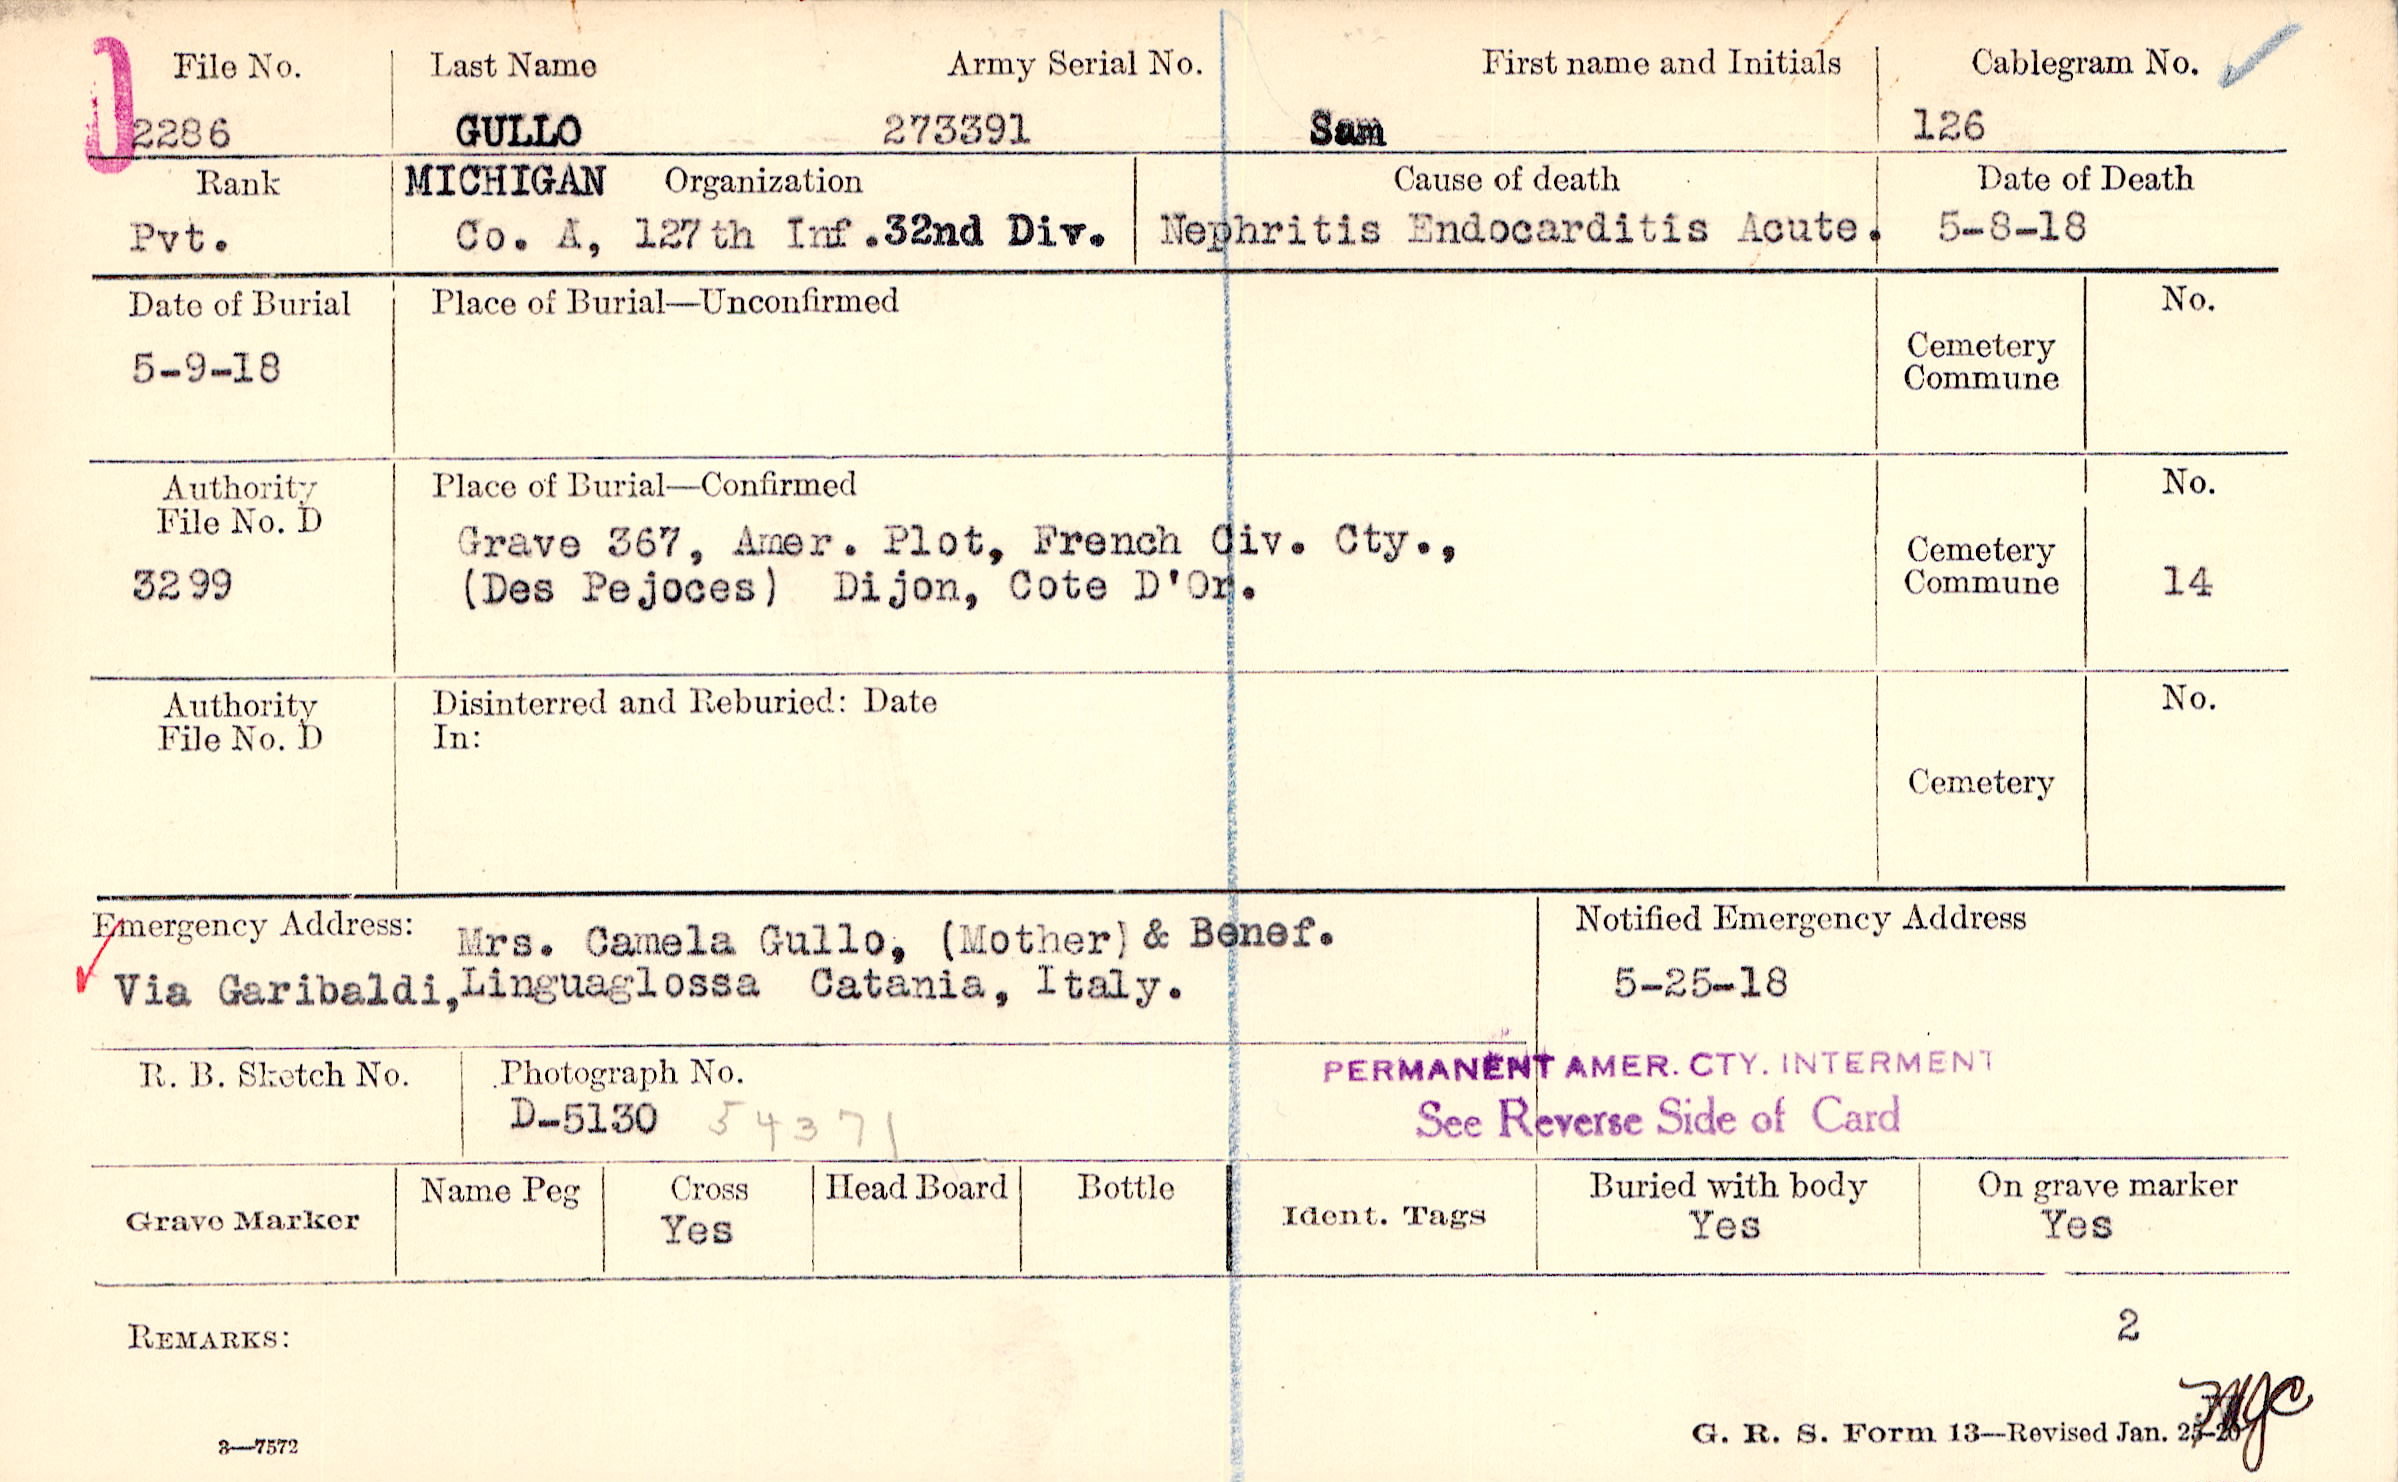 File No. Last Name Army Serial No. First name and Initials Cablegram No.
2286 GULLO 273391 Sam 126
Rank MICHIGAN Organization Cause of death Date of Death
Pvt. Co. A, 127th Inf. 32nd Div. Nephritis Endocarditis Acute. 5-8-18
Date of Burial Place of Burial—Unconfirmed No.
5-9-18
Cemetery
Commune
Authority Place of Burial—Confirmed No.
File No. D
Grave 367, Amer. Plot, French Civ. Cty.,
3299 (Des Pejoces) Dijon, Cote D'Or.
Cemetery
Commune 14
Authority Disinterred and Reburied: Date No.
File No. D In:
Cemetery
Emergency Address: Mrs. Camela Gullo, (Mother) & Benef. Notified Emergency Address
Via Garibaldi, Linguaglossa Catania, Italy. 5-25-18
R. B. Sketch No. Photograph No. PERMANENT AMER. CTY. INTERMENT
D-5130 54371 See Reverse Side of Card
Grave Marker Name Peg Cross Head Board Bottle Ident. Tags Buried with body On grave marker
Yes Yes Yes
2
REMARKS:
3—7572 G. R. S. Form 13—Revised Jan.